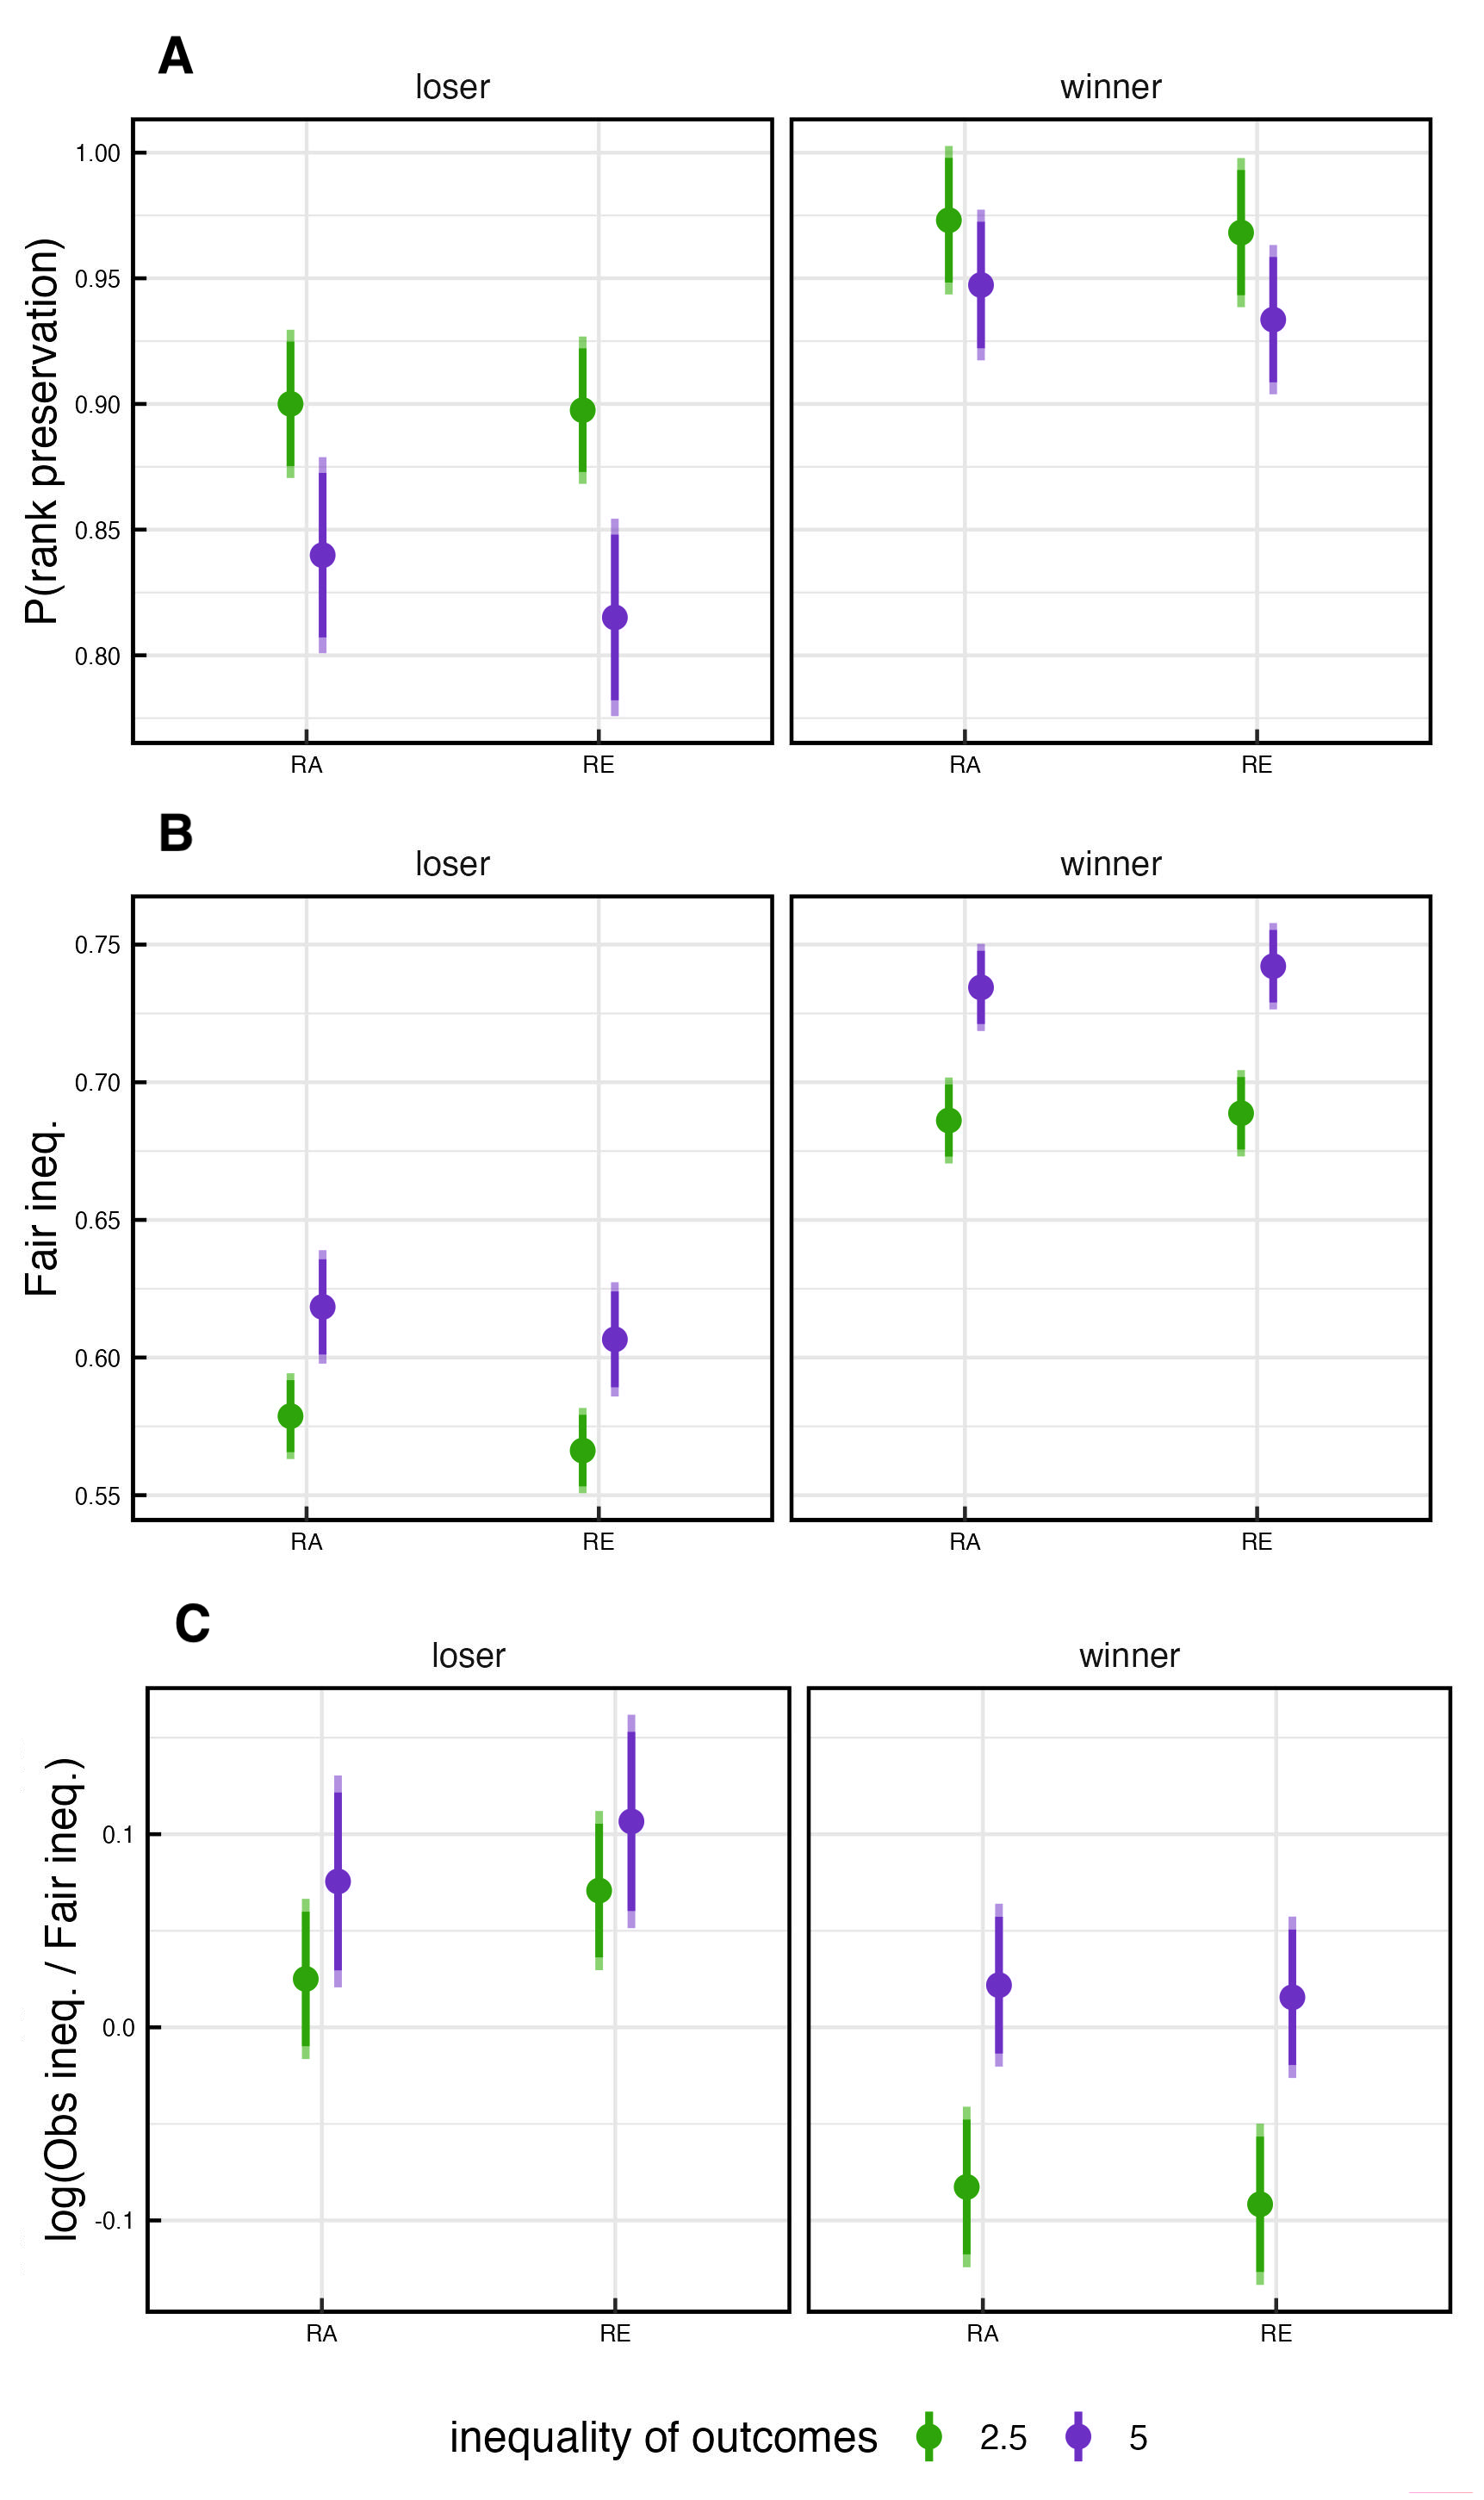 A
loser winner
1.00
0.95
0.90
0.85
0.80
P(rank preservation)
RA RE RA RE
B
loser winner
0.75
0.70
0.65
0.60
0.55
Fair ineq.
RA RE RA RE
C
loser winner
0.1
0.0
-0.1
log(Obs ineq. / Fair ineq.)
RA RE RA RE
inequality of outcomes 2.5 5